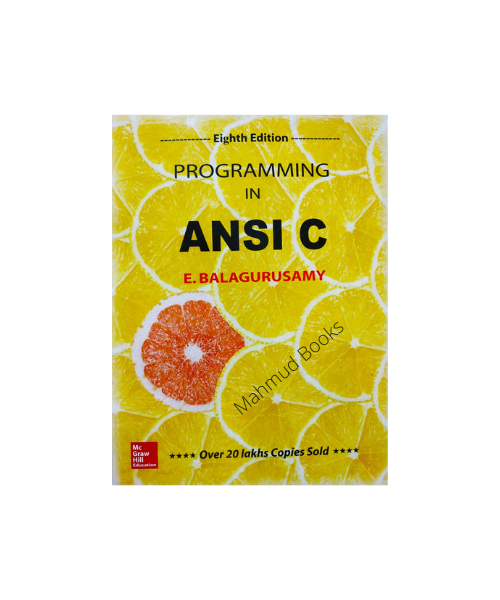 ------------ Eighth Edition ------------
PROGRAMMING
IN
ANSI C
E. BALAGURUSAMY
Mahmud Books
Mc
Graw
Hill
Education
★★★★ Over 20 lakhs Copies Sold ★★★★